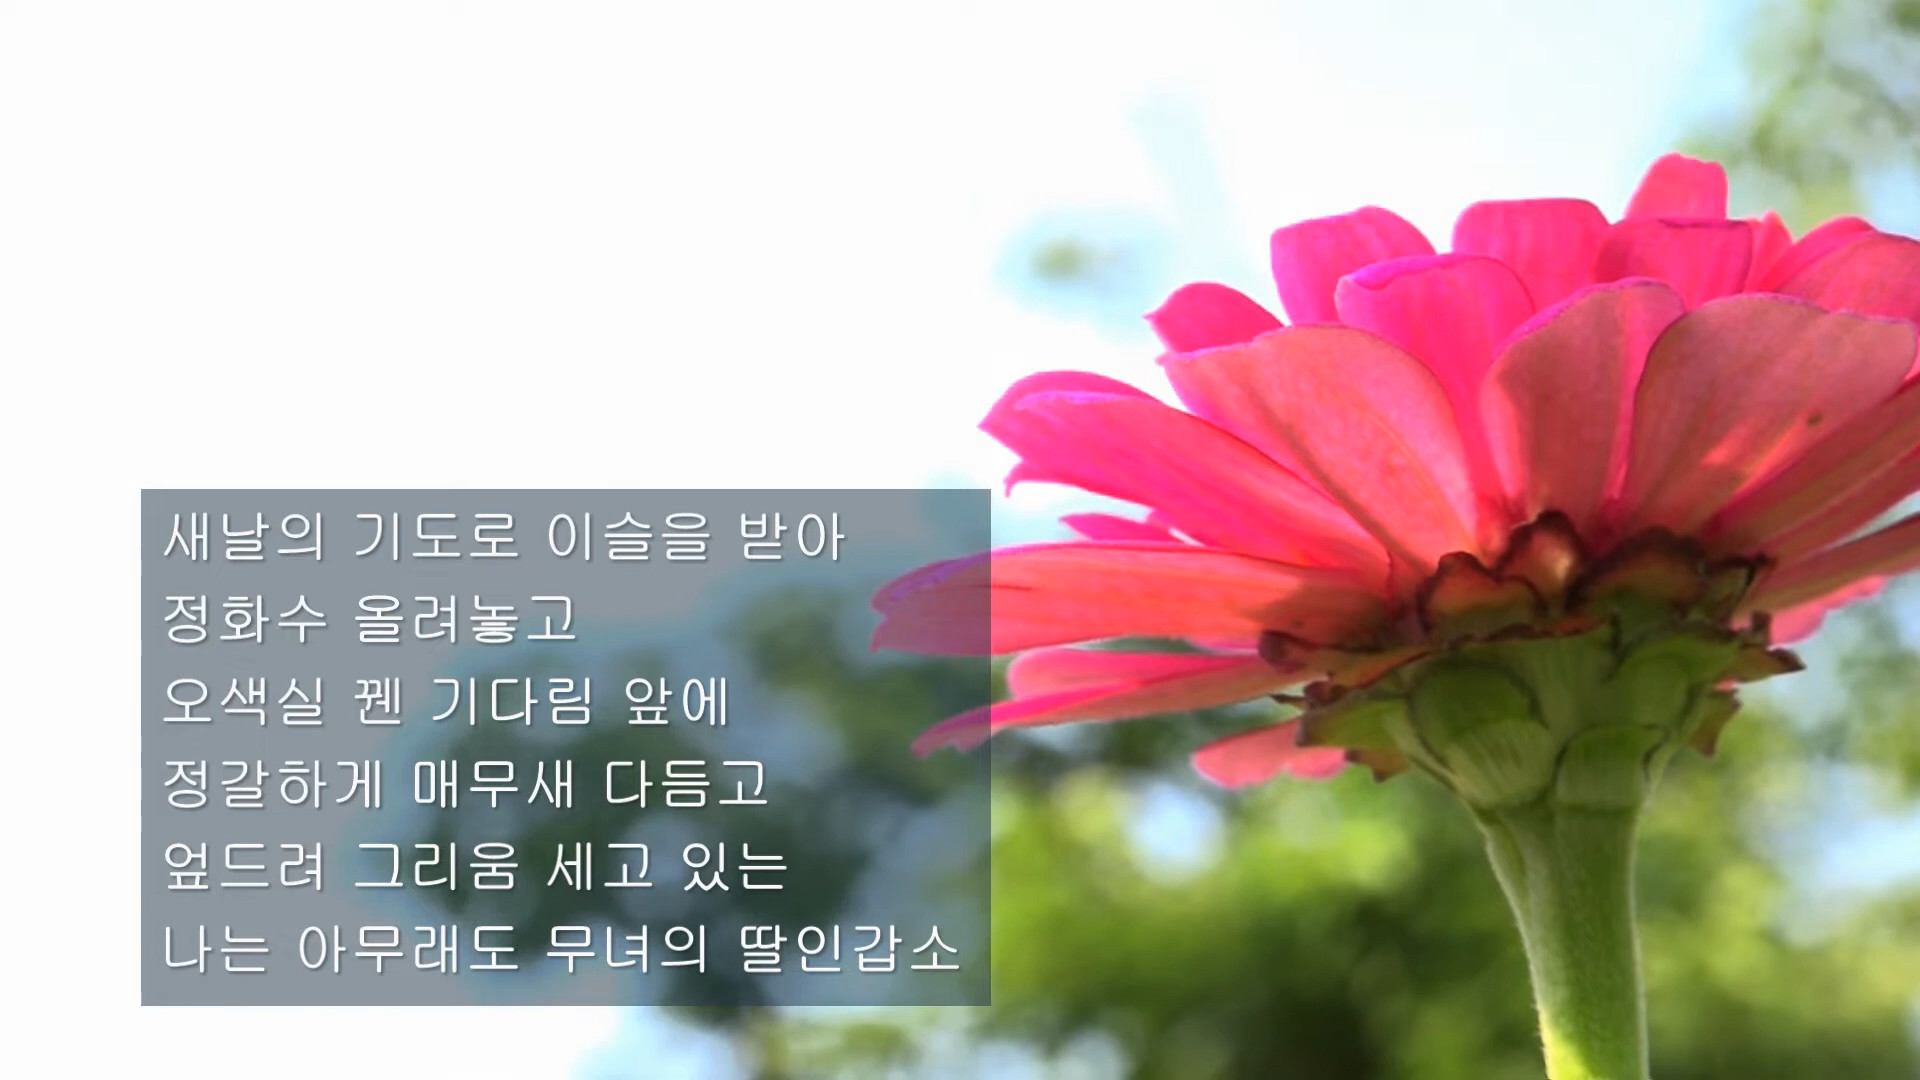 새날의 기도로 이슬을 받아
정화수 올려놓고
오색실 꿴 기다림 앞에
정갈하게 매무새 다듬고
엎드려 그리움 세고 있는
나는 아무래도 무녀의 딸인갑소